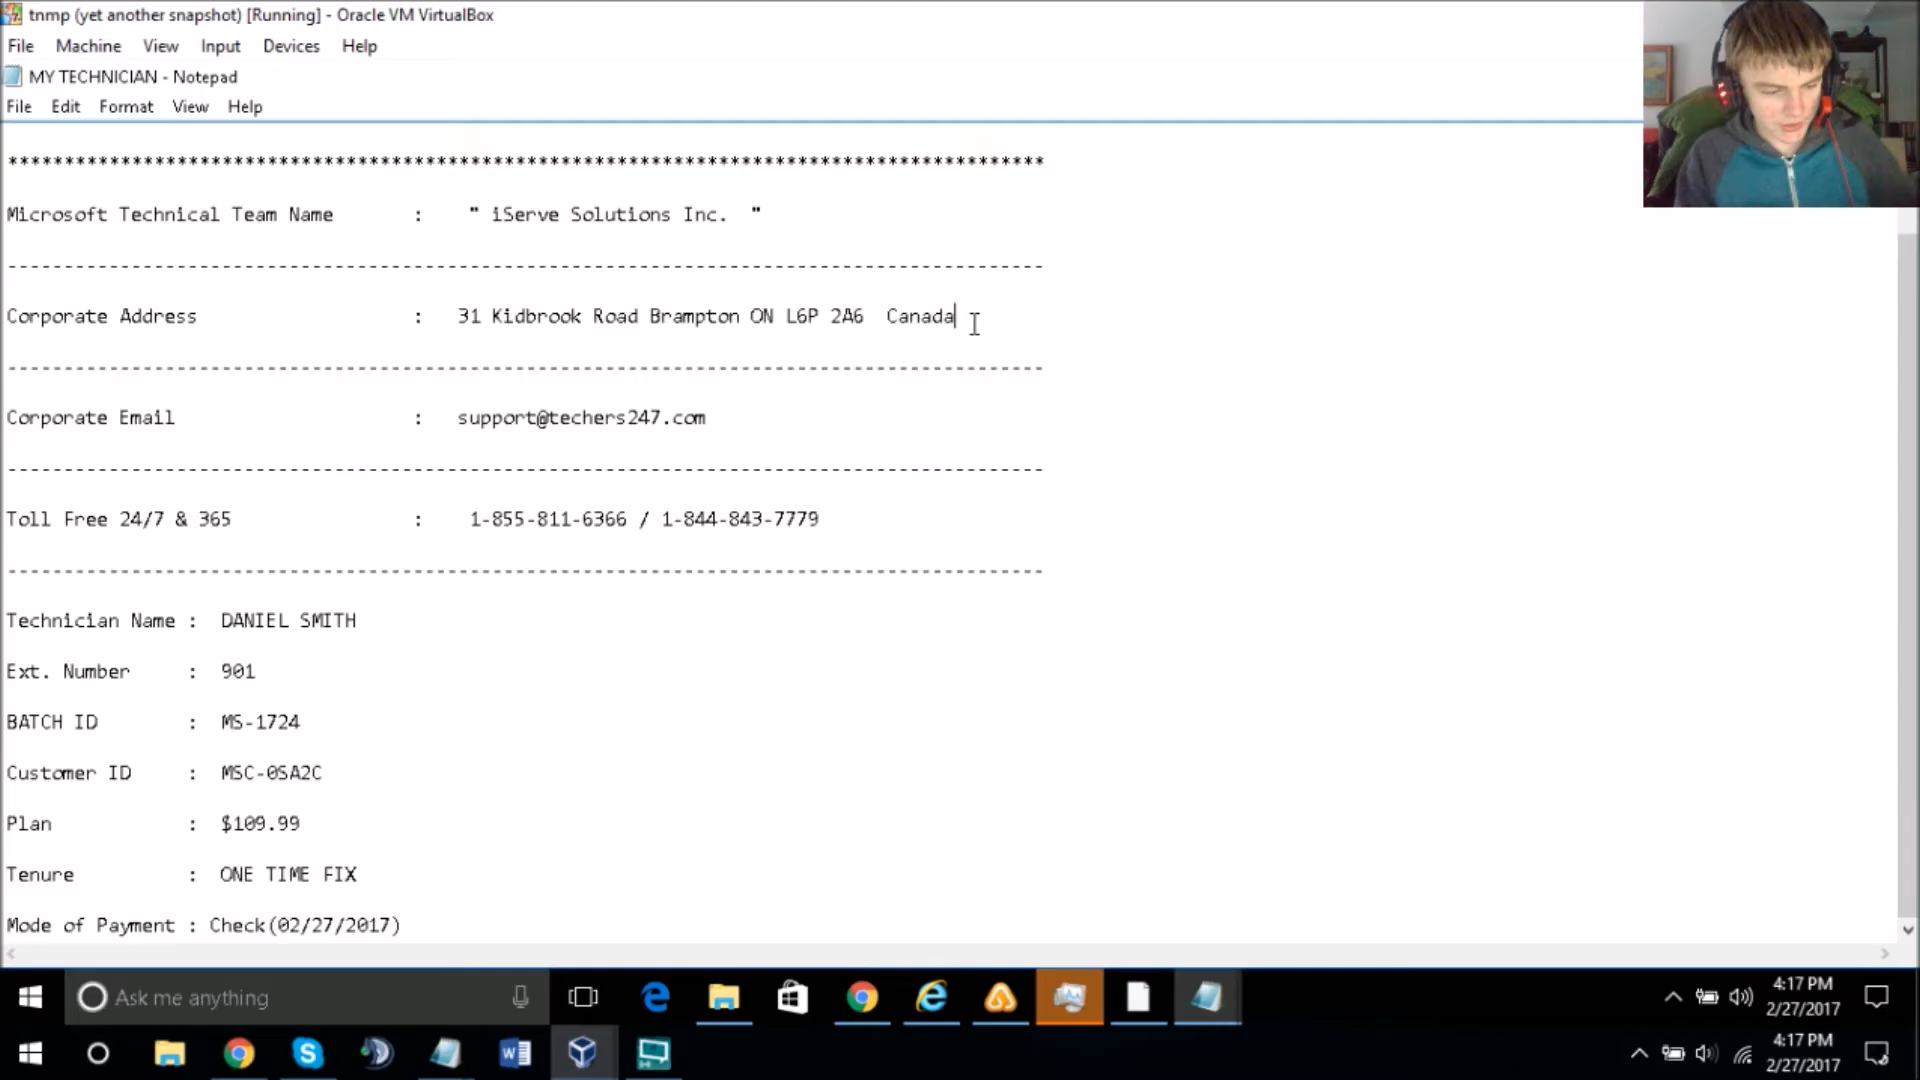 tnmp (yet another snapshot) [Running] - Oracle VM VirtualBox
File Machine View Input Devices Help
MY TECHNICIAN - Notepad
File Edit Format View Help
********************************************************************************************
Microsoft Technical Team Name : " iServe Solutions Inc. "
--------------------------------------------------------------------------------------------
Corporate Address : 31 Kidbrook Road Brampton ON L6P 2A6 Canada
--------------------------------------------------------------------------------------------
Corporate Email : support@techers247.com
--------------------------------------------------------------------------------------------
Toll Free 24/7 & 365 : 1-855-811-6366 / 1-844-843-7779
--------------------------------------------------------------------------------------------
Technician Name : DANIEL SMITH
Ext. Number : 901
BATCH ID : MS-1724
Customer ID : MSC-0SA2C
Plan : $109.99
Tenure : ONE TIME FIX
Mode of Payment : Check(02/27/2017)
Ask me anything
4:17 PM
2/27/2017
4:17 PM
2/27/2017